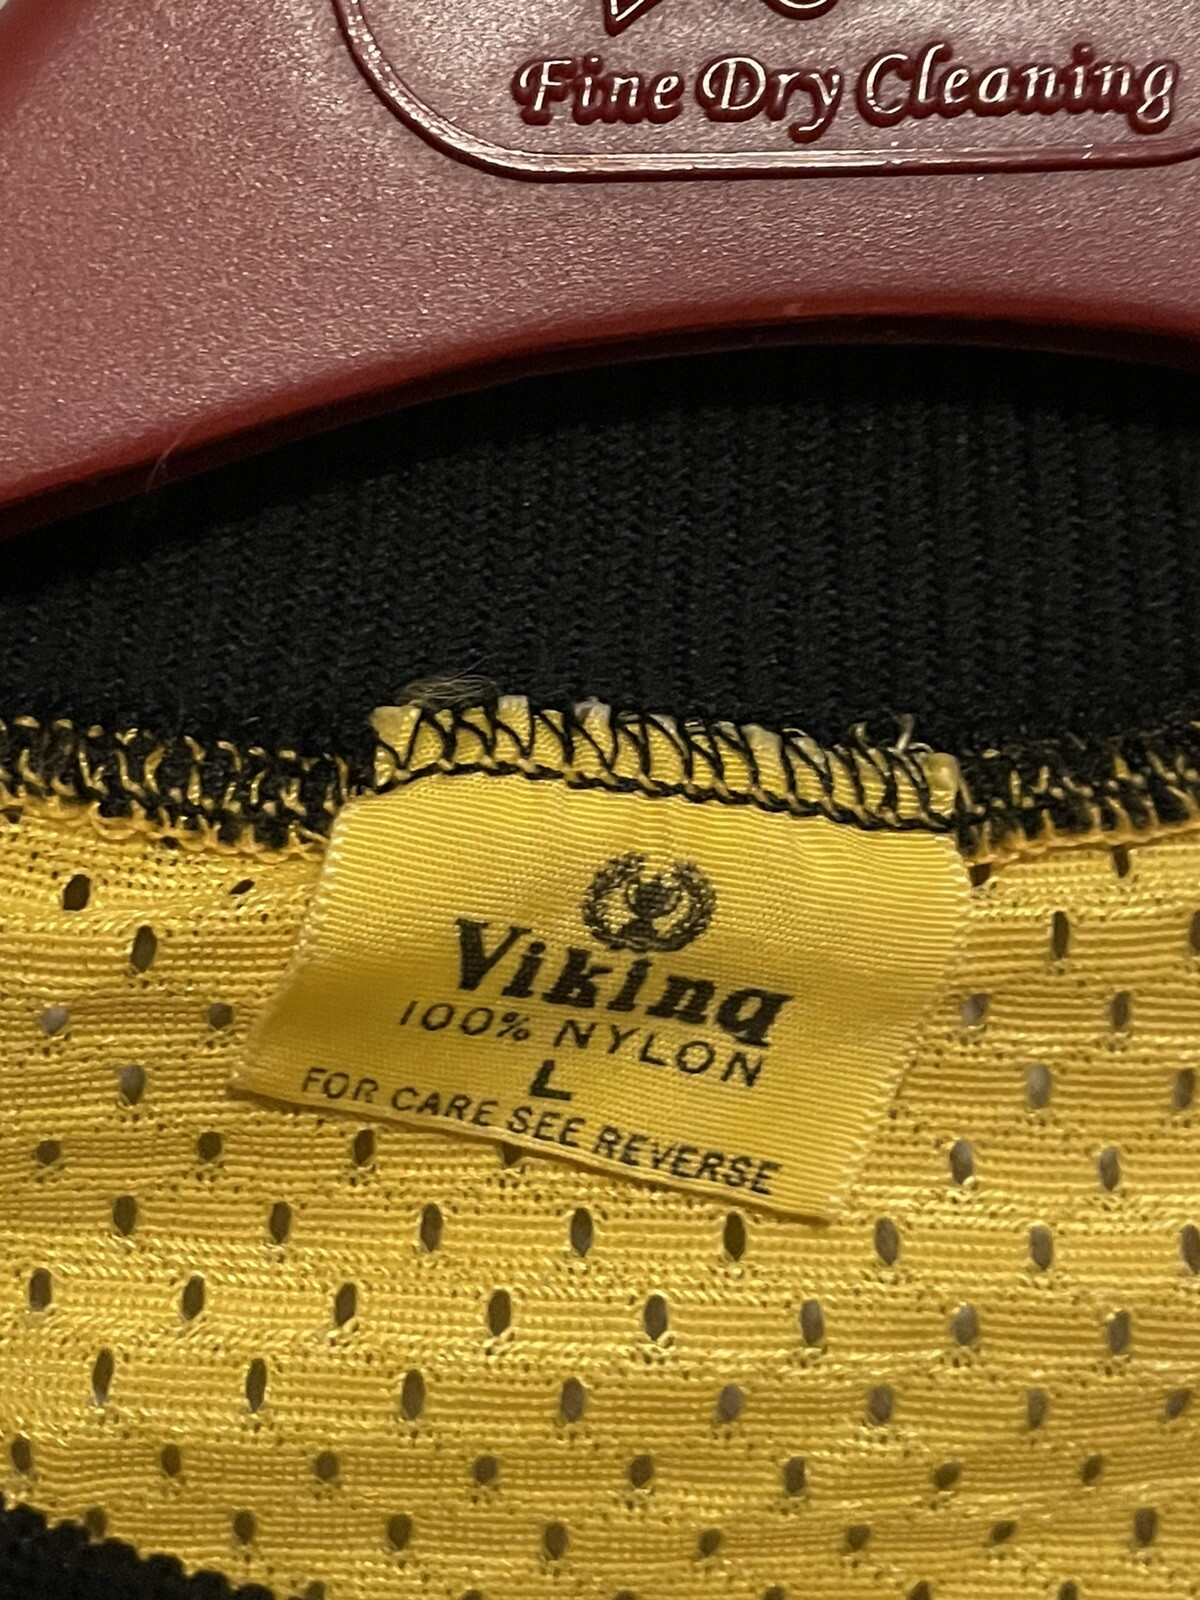 Fine Dry Cleaning
Viking
100% NYLON
L
FOR CARE SEE REVERSE